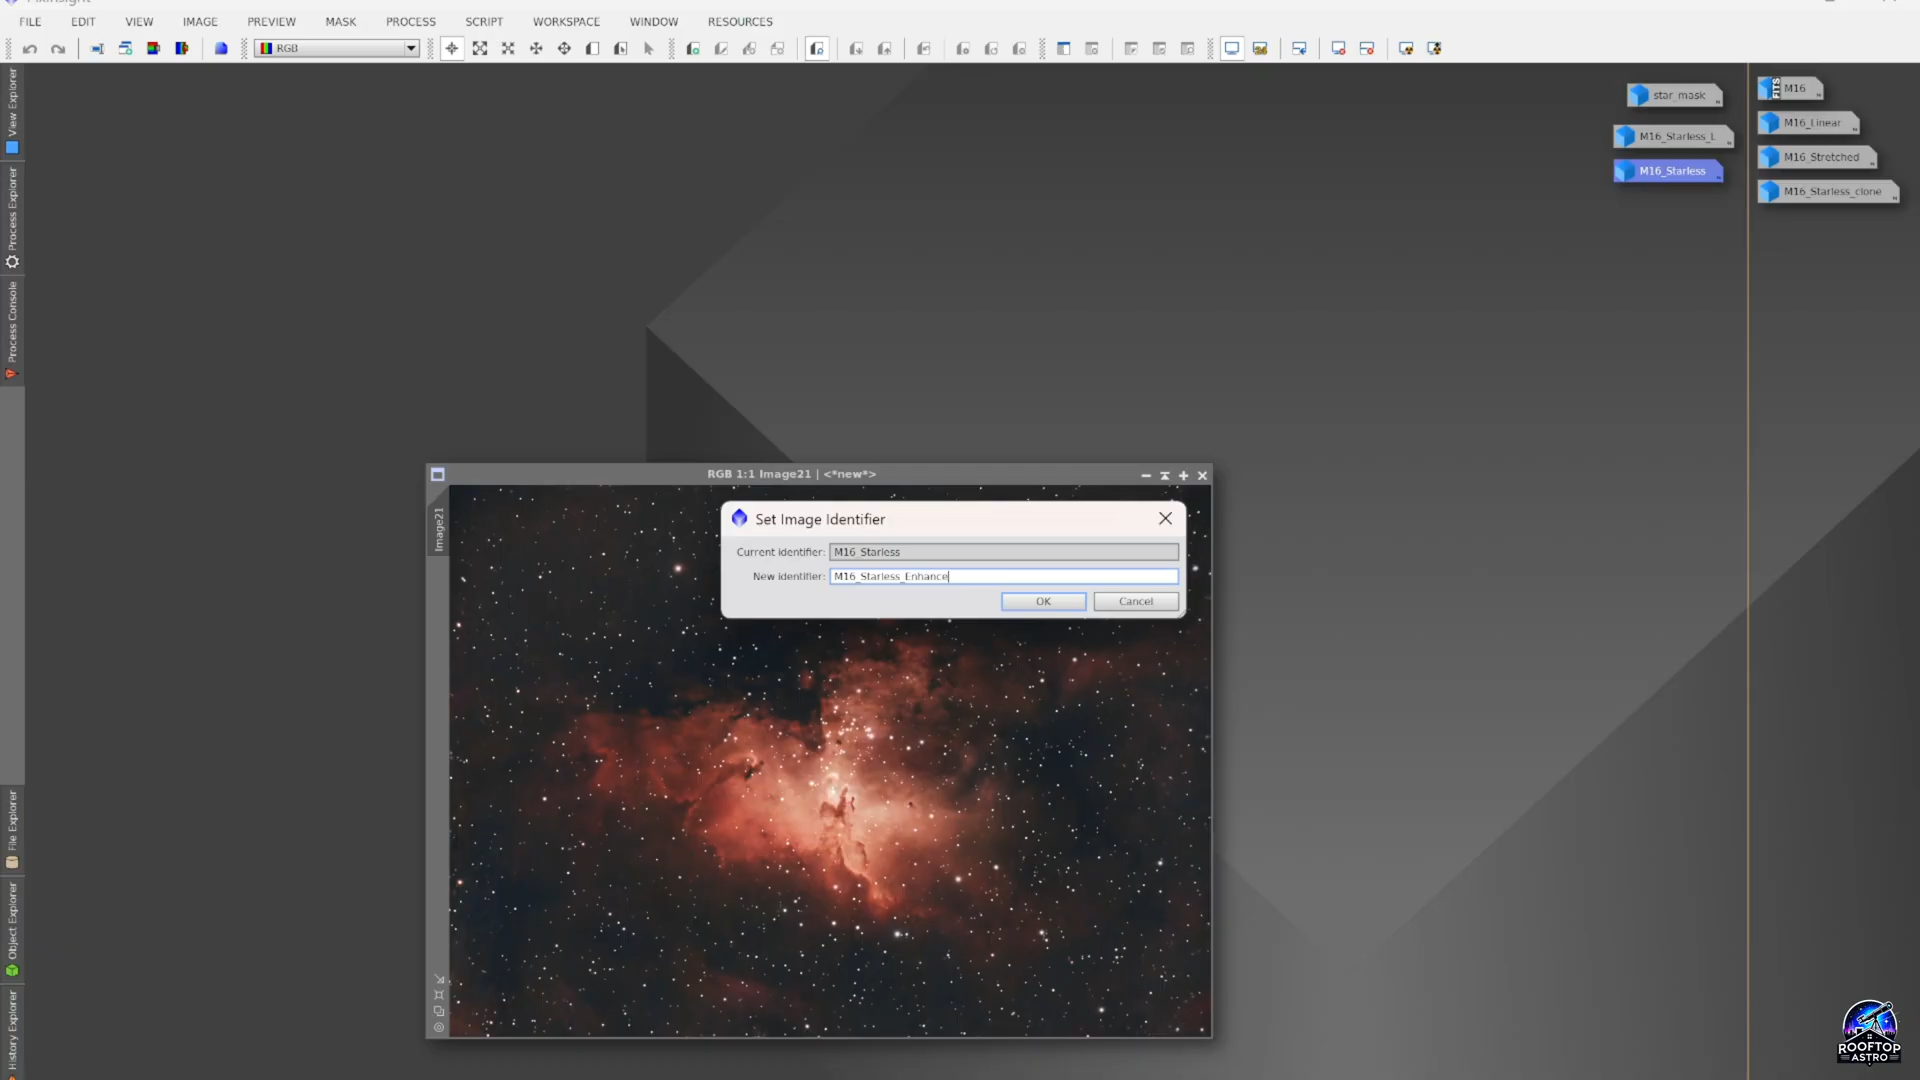 PixInsight
FILE EDIT VIEW IMAGE PREVIEW MASK PROCESS SCRIPT WORKSPACE WINDOW RESOURCES
RGB
View Explorer
Process Explorer
Process Console
File Explorer
Object Explorer
History Explorer
star_mask
M16_Starless_L
M16_Starless
FITS
M16
M16_Linear
M16_Stretched
M16_Starless_clone
RGB 1:1 Image21 | <*new*>
Image21
Set Image Identifier
Current identifier: M16_Starless
New identifier: M16_Starless_Enhance
OK Cancel
ROOFTOP
ASTRO